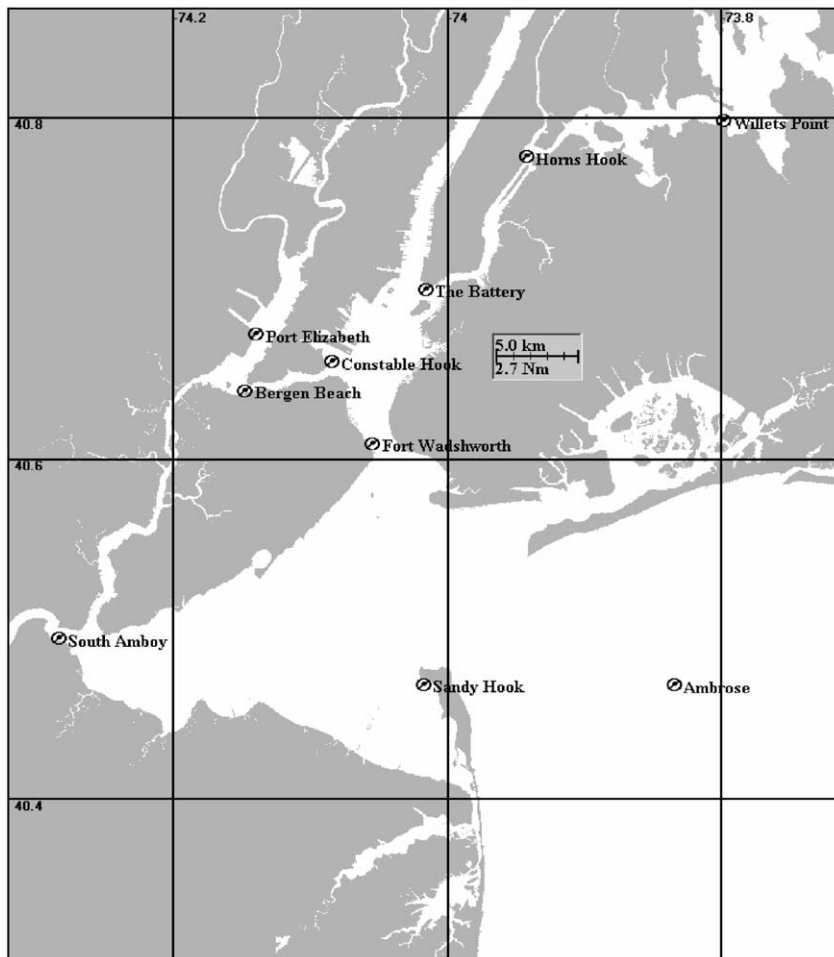 -74.2
-74
-73.8
40.8
Willets Point
Horns Hook
The Battery
Port Elizabeth
5.0 km
2.7 Nm
Constable Hook
Bergen Beach
Fort Wadshworth
40.6
South Amboy
Sandy Hook
Ambrose
40.4